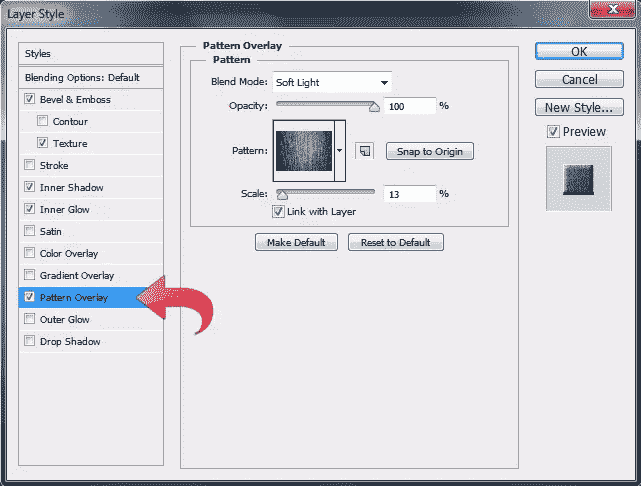 Layer Style
Styles
Blending Options: Default
Bevel & Emboss
Contour
Texture
Stroke
Inner Shadow
Inner Glow
Satin
Color Overlay
Gradient Overlay
Pattern Overlay
Outer Glow
Drop Shadow
Pattern Overlay
Pattern
Blend Mode: Soft Light
Opacity: 100 %
Pattern: Snap to Origin
Scale: 13 %
Link with Layer
Make Default Reset to Default
OK
Cancel
New Style...
Preview